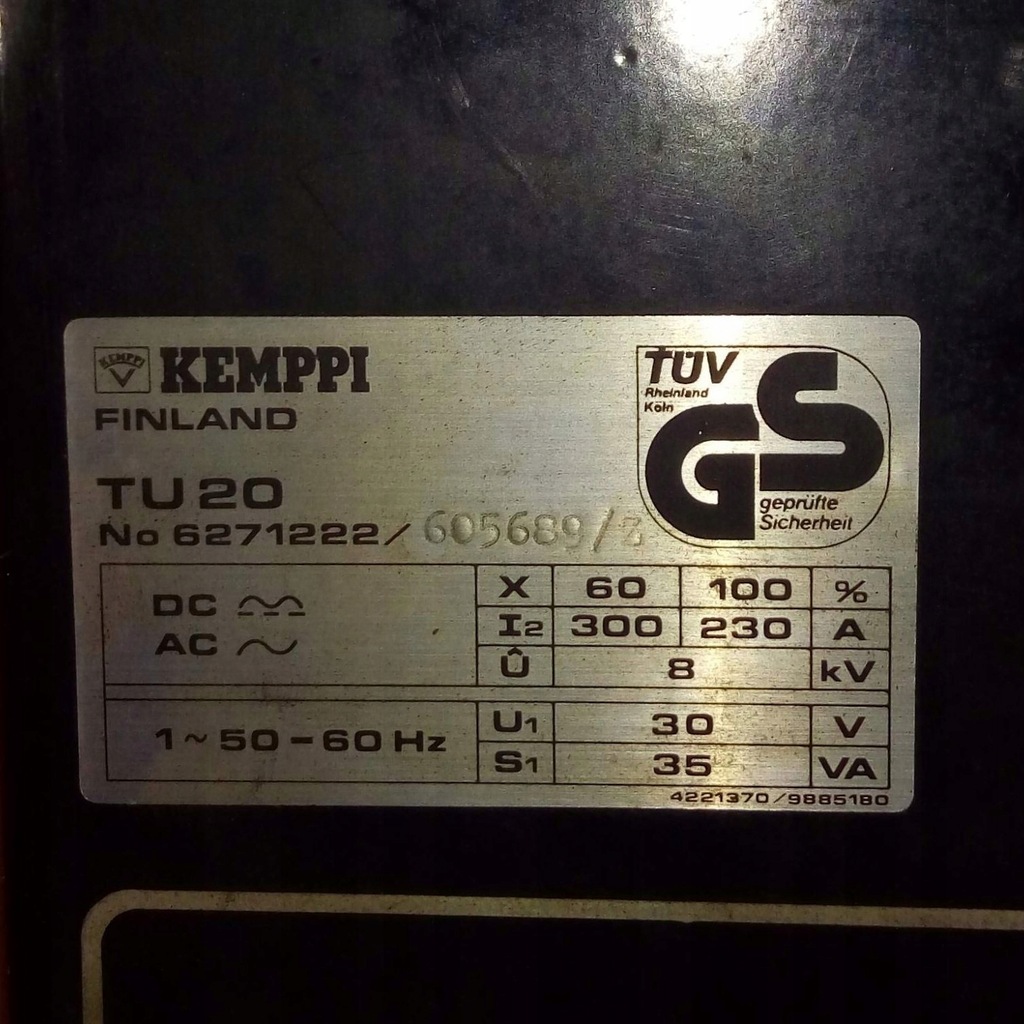 KEMPPI
KEMPPI
FINLAND
TÜV
Rheinland
Köln
GS
geprüfte
Sicherheit
TU 20
No 6271222/ 605689/
DC
AC ~
X 60 100 %
I2 300 230 A
Û 8 kV
1 ~ 50 - 60 Hz
U1 30 V
S1 35 VA
4221370/9885180